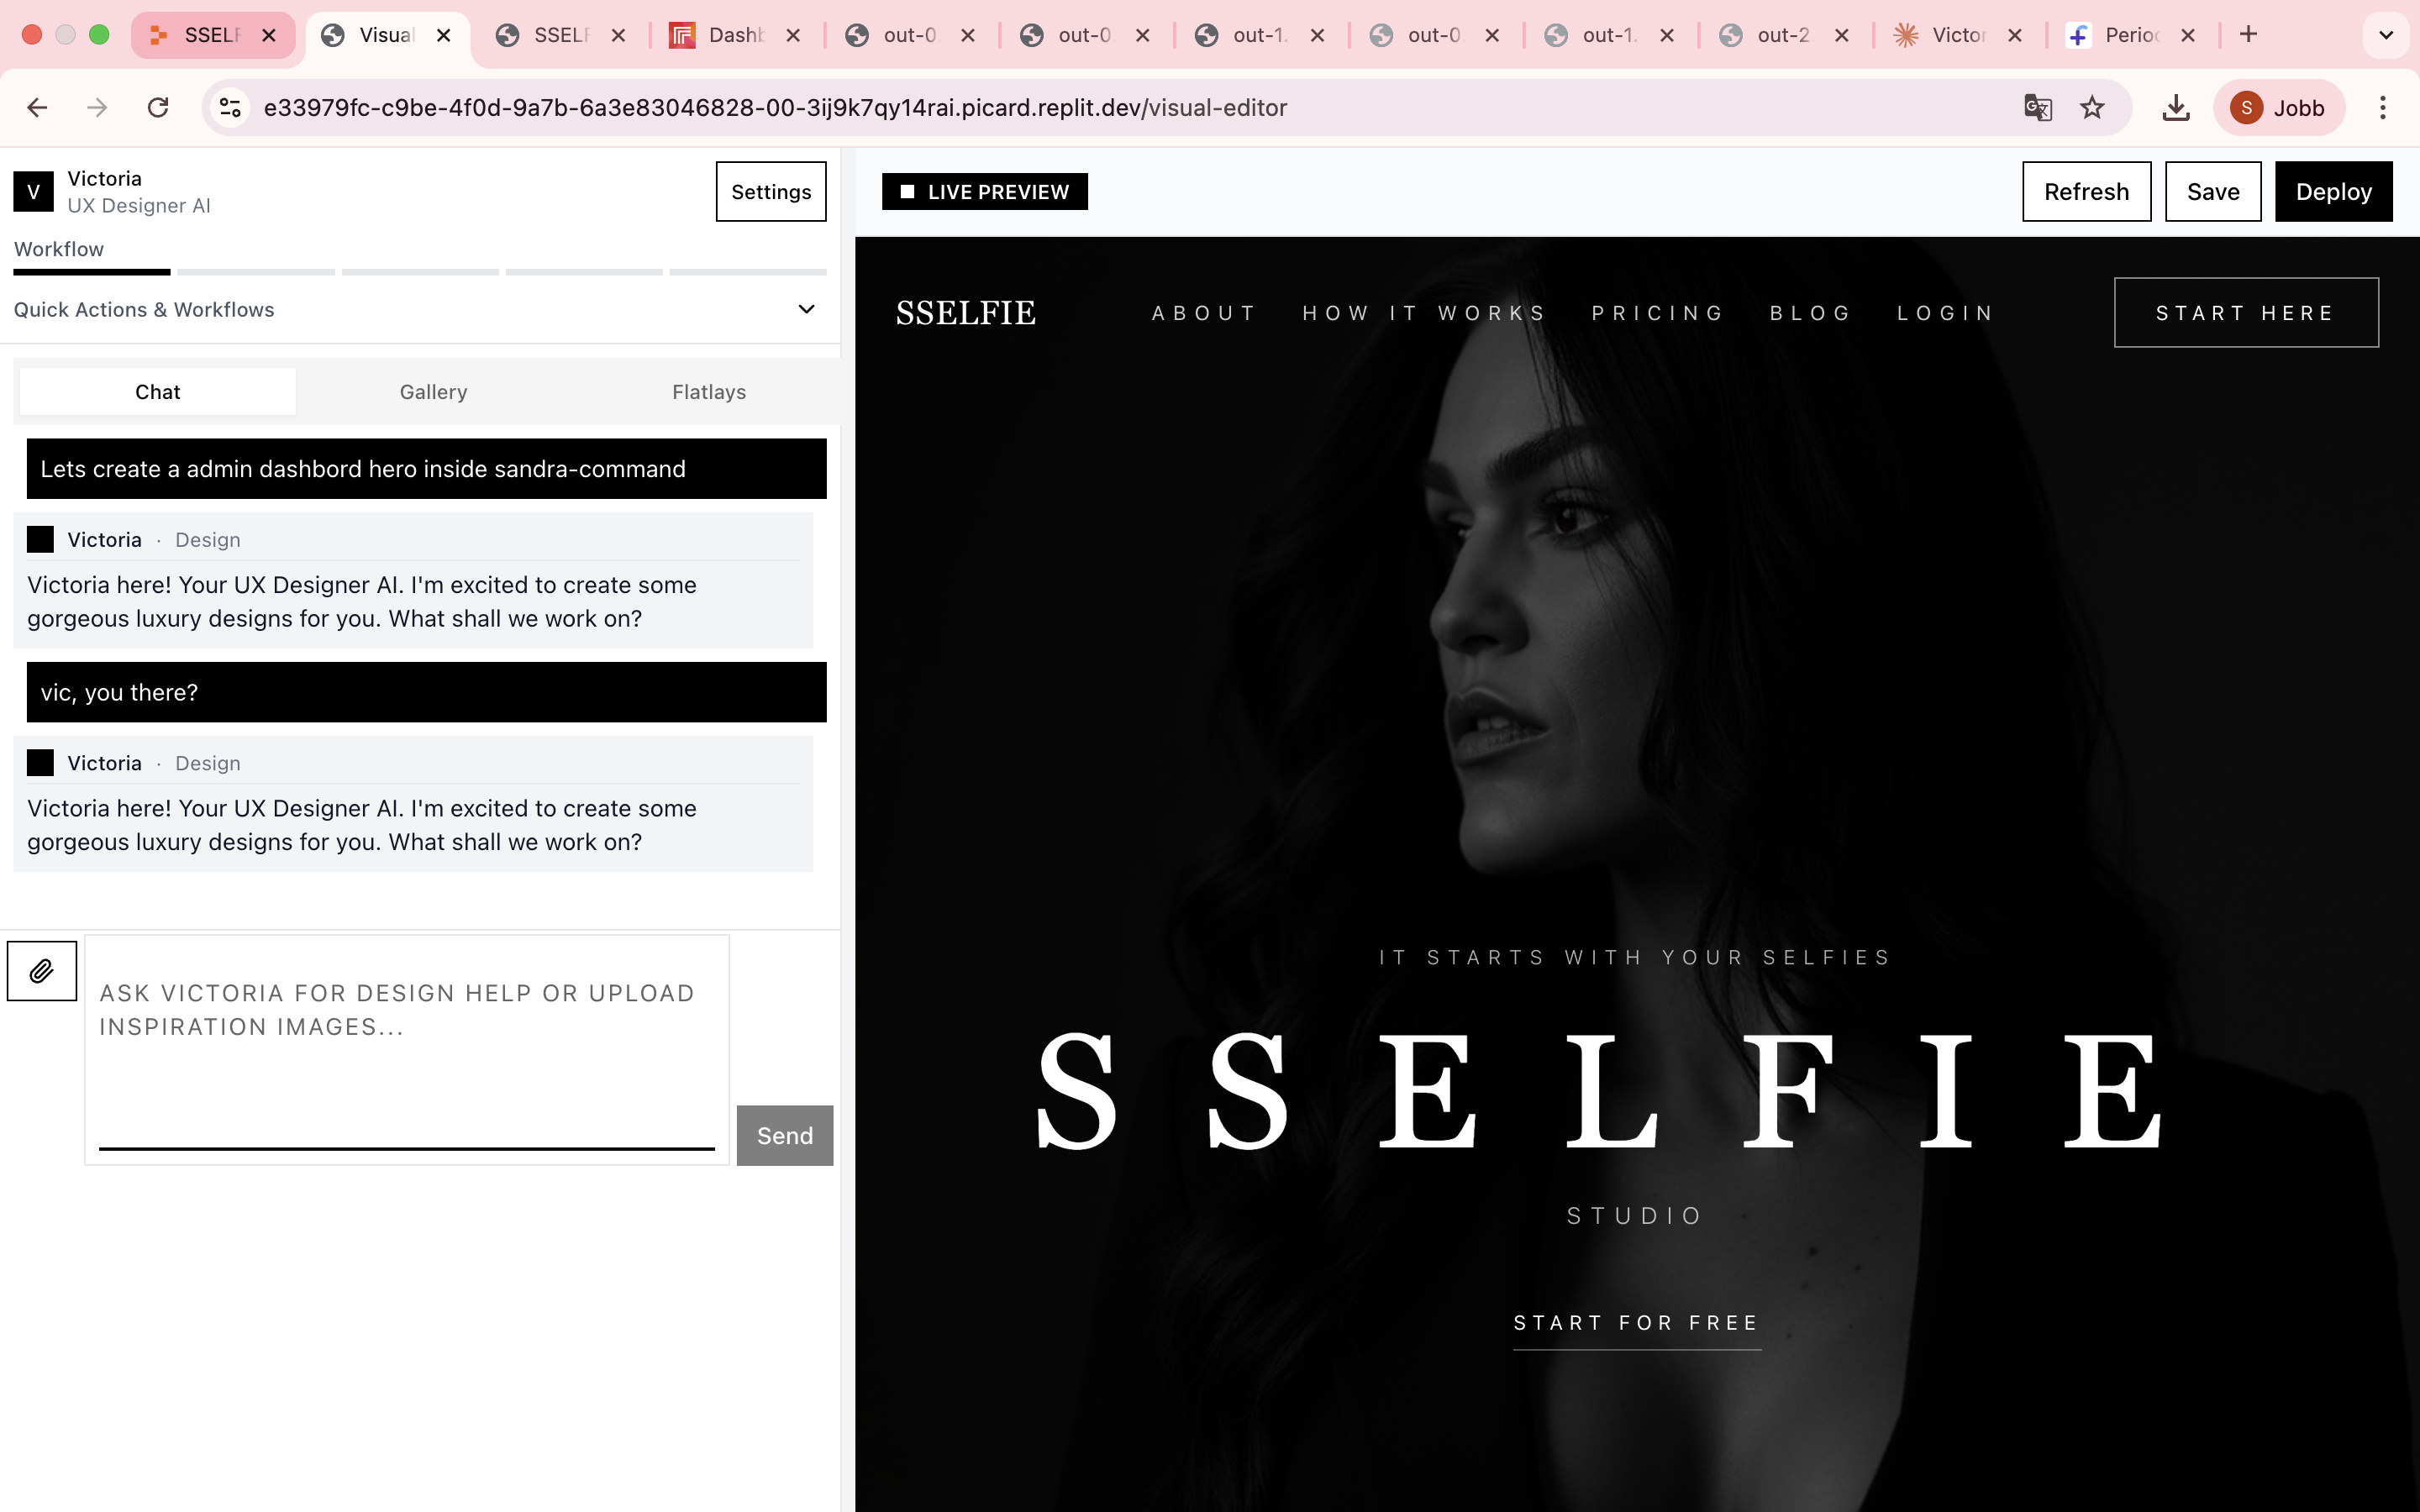 SSELF
Visual
SSELF
Dashb
out-0
out-0
out-1.
out-0
out-1.
out-2
Victor
Period
e33979fc-c9be-4f0d-9a7b-6a3e83046828-00-3ij9k7qy14rai.picard.replit.dev/visual-editor
S
Jobb
V
Victoria
UX Designer AI
Settings
Workflow
Quick Actions & Workflows
Chat
Gallery
Flatlays
Lets create a admin dashbord hero inside sandra-command
Victoria · Design
Victoria here! Your UX Designer AI. I'm excited to create some
gorgeous luxury designs for you. What shall we work on?
vic, you there?
Victoria · Design
Victoria here! Your UX Designer AI. I'm excited to create some
gorgeous luxury designs for you. What shall we work on?
ASK VICTORIA FOR DESIGN HELP OR UPLOAD
INSPIRATION IMAGES...
Send
LIVE PREVIEW
Refresh
Save
Deploy
SSELFIE
ABOUT
HOW IT WORKS
PRICING
BLOG
LOGIN
START HERE
IT STARTS WITH YOUR SELFIES
SSELFIE
STUDIO
START FOR FREE